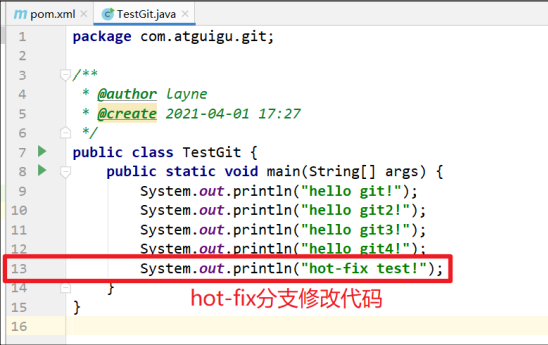 pom.xml TestGit.java
1 package com.atguigu.git;
2
3 /**
4 * @author layne
5 * @create 2021-04-01 17:27
6 */
7 public class TestGit {
8 public static void main(String[] args) {
9 System.out.println("hello git!");
10 System.out.println("hello git2!");
11 System.out.println("hello git3!");
12 System.out.println("hello git4!");
13 System.out.println("hot-fix test!");
14 }
hot-fix分支修改代码
15 }
16